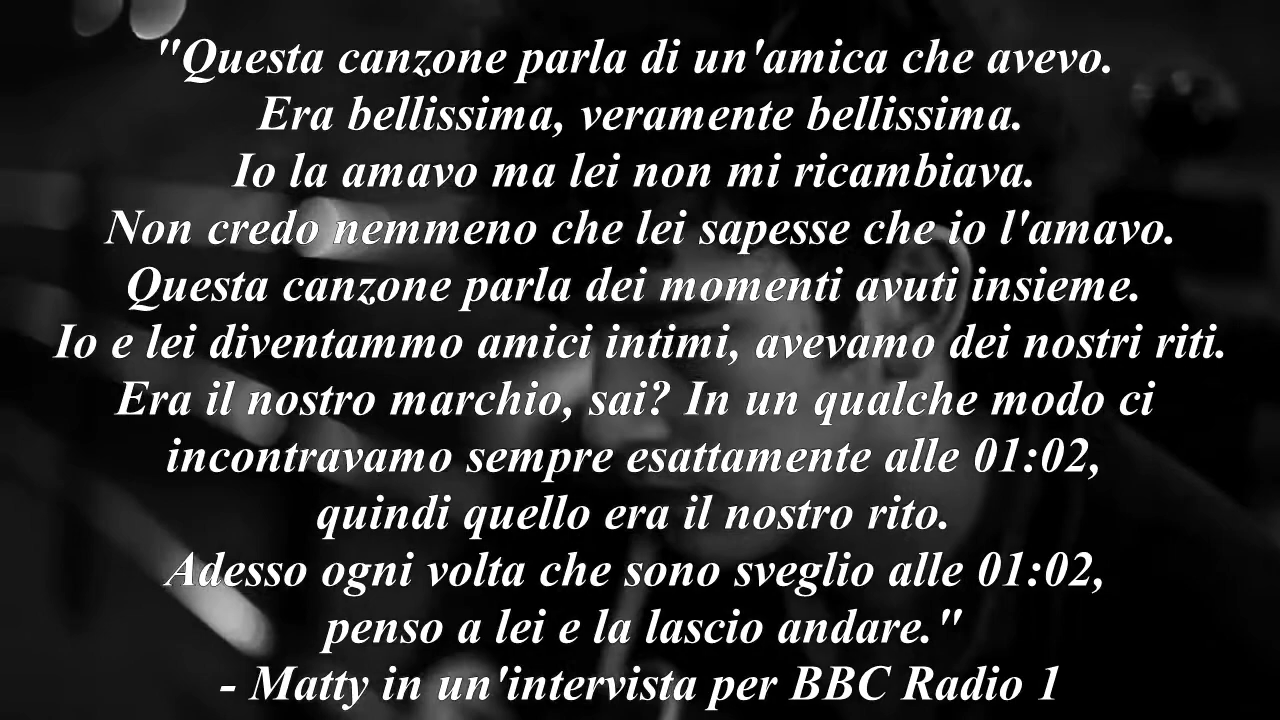 "Questa canzone parla di un'amica che avevo.
Era bellissima, veramente bellissima.
Io la amavo ma lei non mi ricambiava.
Non credo nemmeno che lei sapesse che io l'amavo.
Questa canzone parla dei momenti avuti insieme.
Io e lei diventammo amici intimi, avevamo dei nostri riti.
Era il nostro marchio, sai? In un qualche modo ci
incontravamo sempre esattamente alle 01:02,
quindi quello era il nostro rito.
Adesso ogni volta che sono sveglio alle 01:02,
penso a lei e la lascio andare."
- Matty in un'intervista per BBC Radio 1